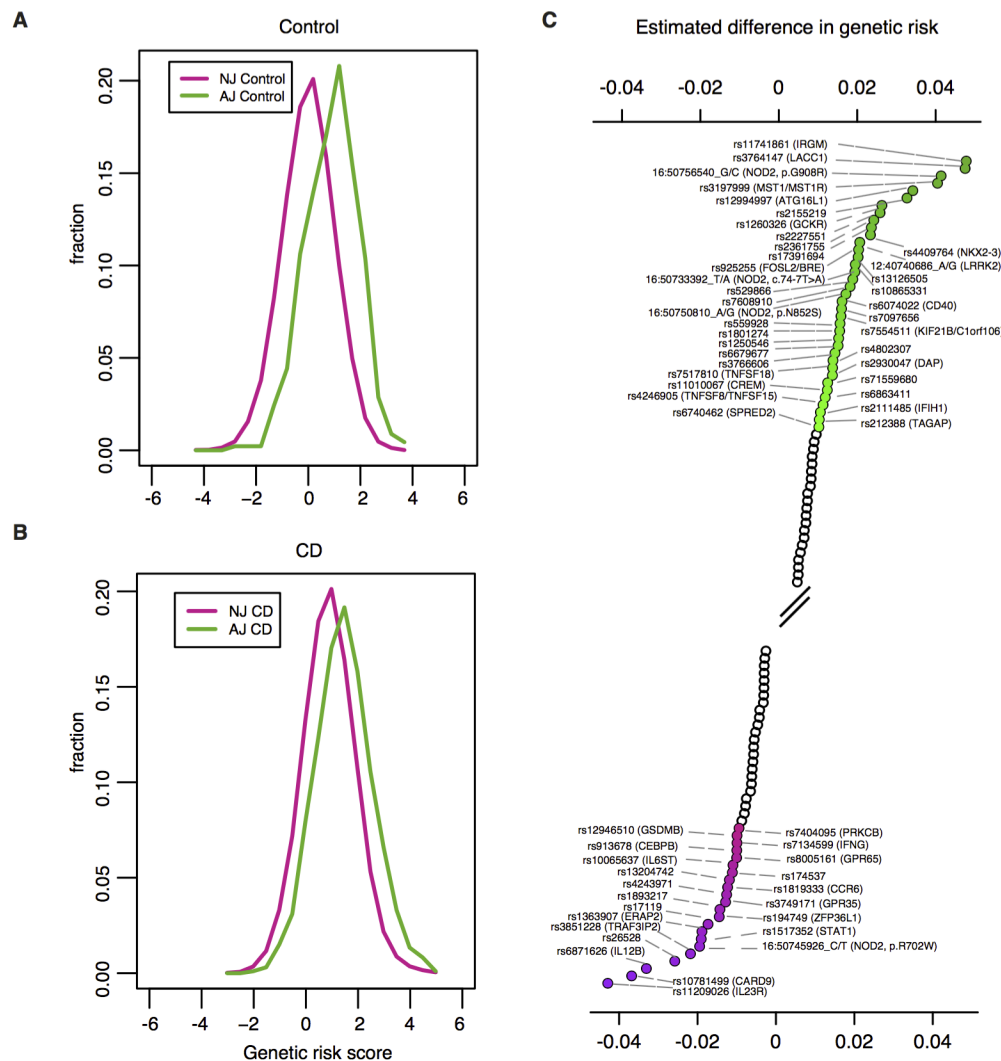 A
Control
NJ Control
AJ Control
fraction
0.20
0.15
0.10
0.05
0.00
-6 -4 −2 0 2 4 6
B
CD
NJ CD
AJ CD
fraction
0.20
0.15
0.10
0.05
0.00
-6 -4 −2 0 2 4 6
Genetic risk score
C
Estimated difference in genetic risk
-0.04 -0.02 0 0.02 0.04
rs11741861 (IRGM)
rs3764147 (LACC1)
16:50756540_G/C (NOD2, p.G908R)
rs3197999 (MST1/MST1R)
rs12994997 (ATG16L1)
rs2155219
rs1260326 (GCKR)
rs2227551
rs2361755
rs17391694
rs925255 (FOSL2/BRE)
16:50733392_T/A (NOD2, c.74-7T>A)
rs529866
rs7608910
16:50750810_A/G (NOD2, p.N852S)
rs559928
rs1801274
rs1250546
rs6679677
rs3766606
rs7517810 (TNFSF18)
rs11010067 (CREM)
rs4246905 (TNFSF8/TNFSF15)
rs6740462 (SPRED2)
rs4409764 (NKX2-3)
12:40740686_A/G (LRRK2)
rs13126505
rs10865331
rs6074022 (CD40)
rs7097656
rs7554511 (KIF21B/C1orf106)
rs4802307
rs2930047 (DAP)
rs71559680
rs6863411
rs2111485 (IFIH1)
rs212388 (TAGAP)
rs12946510 (GSDMB)
rs913678 (CEBPB)
rs10065637 (IL6ST)
rs13204742
rs4243971
rs1893217
rs17119
rs1363907 (ERAP2)
rs3851228 (TRAF3IP2)
rs26528
rs6871626 (IL12B)
rs7404095 (PRKCB)
rs7134599 (IFNG)
rs8005161 (GPR65)
rs174537
rs1819333 (CCR6)
rs3749171 (GPR35)
rs194749 (ZFP36L1)
rs1517352 (STAT1)
16:50745926_C/T (NOD2, p.R702W)
rs10781499 (CARD9)
rs11209026 (IL23R)
-0.04 -0.02 0 0.02 0.04